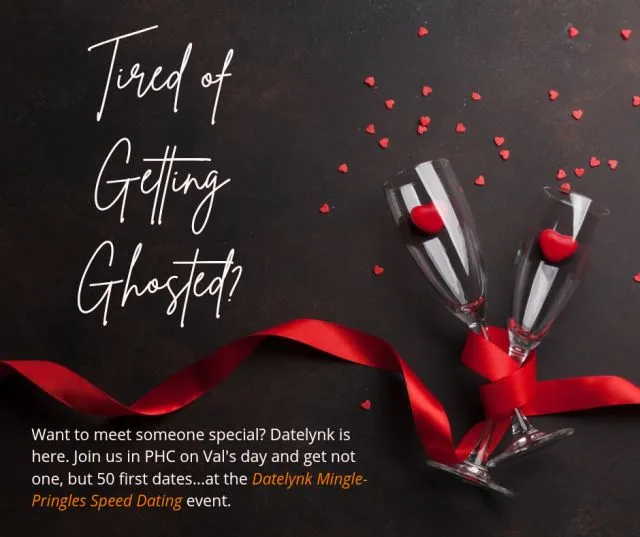 Tired of
Getting
Ghosted?
Want to meet someone special? Datelynk is
here. Join us in PHC on Val's day and get not
one, but 50 first dates...at the Datelynk Mingle-
Pringles Speed Dating event.